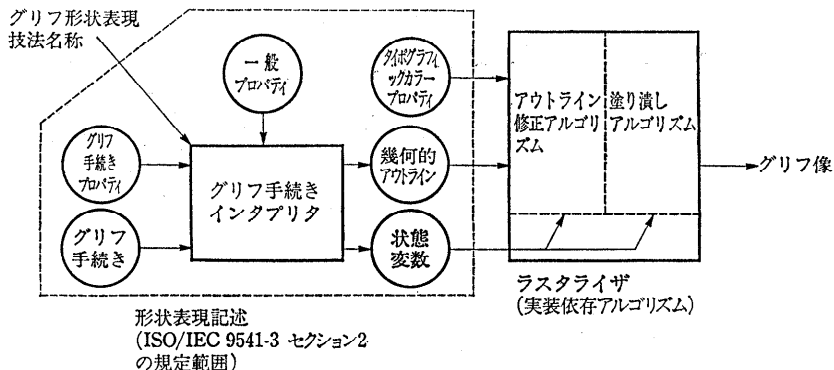 グリフ形状表現
技法名称
一般
プロパティ
タイポグラフィ
ックカラー
プロパティ
アウトライン
修正アルゴリ
ズム
塗り潰し
アルゴリズム
グリフ
手続き
プロパティ
グリフ手続き
インタプリタ
幾何的
アウトライン
グリフ像
グリフ
手続き
状態
変数
ラスタライザ
(実装依存アルゴリズム)
形状表現記述
(ISO/IEC 9541-3 セクション2
の規定範囲)